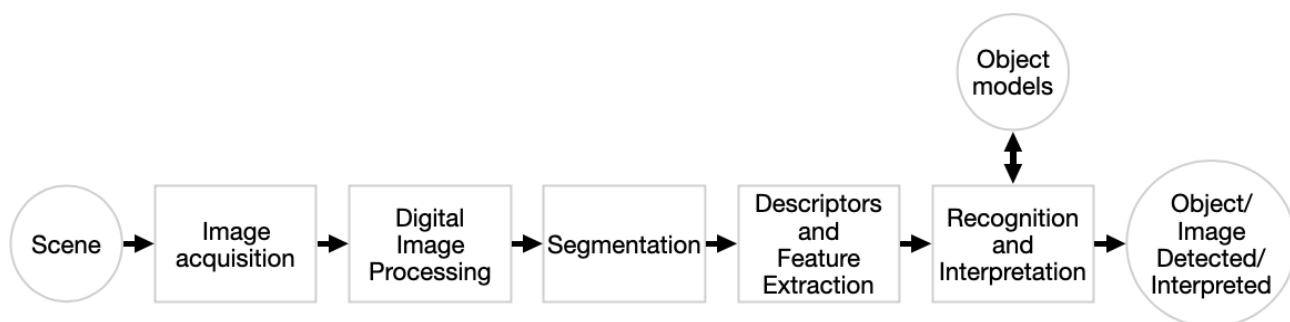 Object
models
Scene
Image
acquisition
Digital
Image
Processing
Segmentation
Descriptors
and
Feature
Extraction
Recognition
and
Interpretation
Object/
Image
Detected/
Interpreted